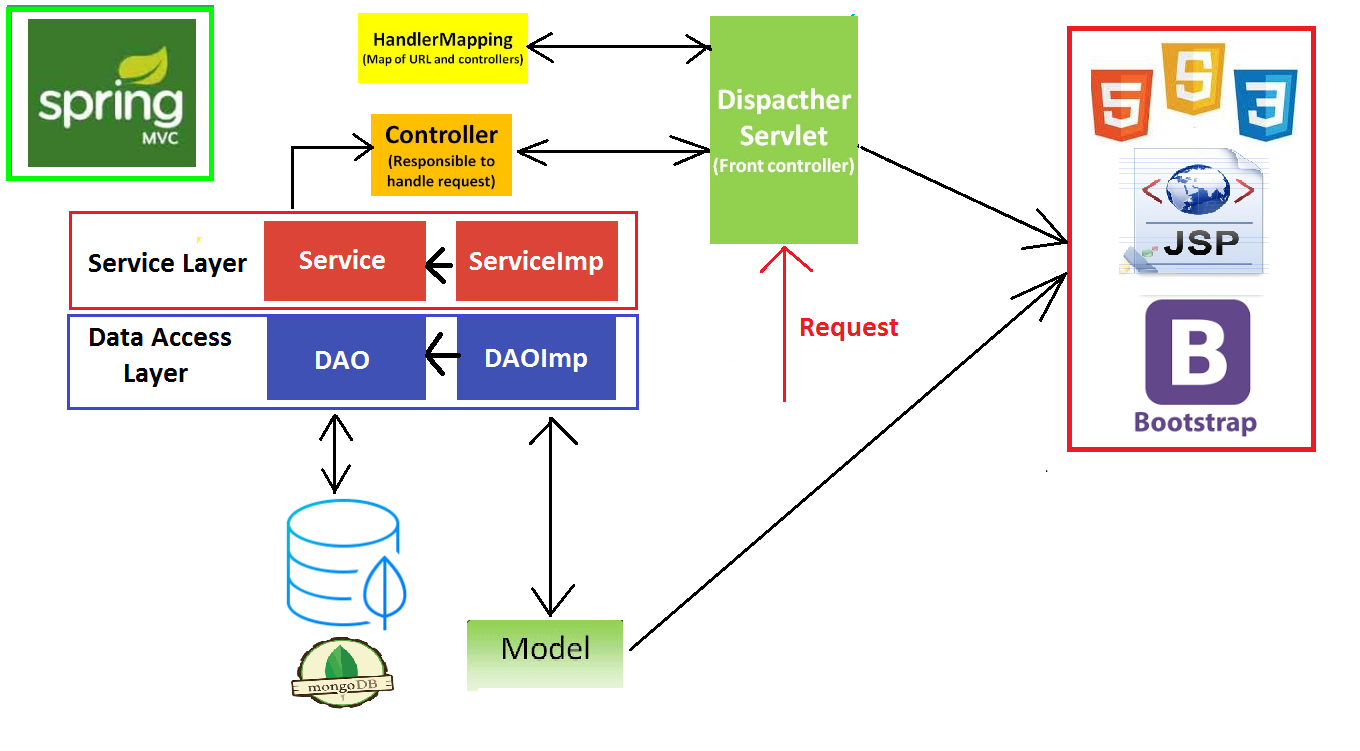 spring
MVC
HandlerMapping
(Map of URL and controllers)
Controller
(Responsible to
handle request)
Dispacther
Servlet
(Front controller)
5
5
3
< >
JSP
B
Bootstrap
Service Layer
Service
ServiceImp
Data Access
Layer
DAO
DAOImp
Request
Model
mongoDB